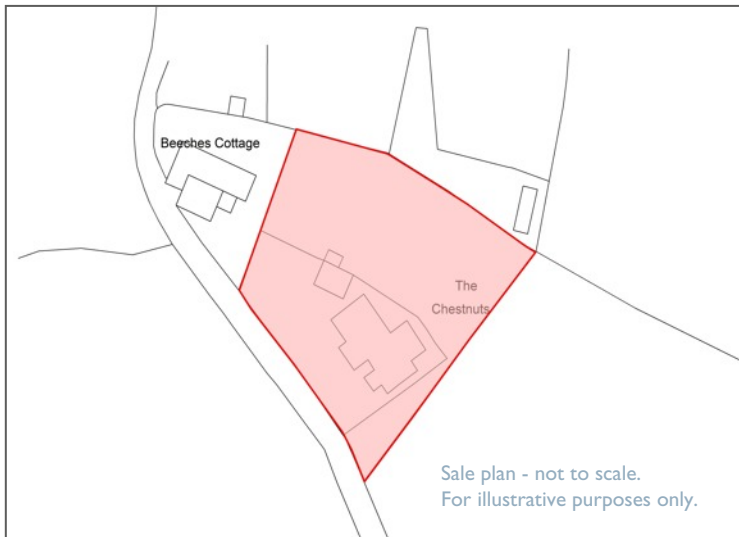 Beeches Cottage
The
Chestnuts
Sale plan - not to scale.
For illustrative purposes only.